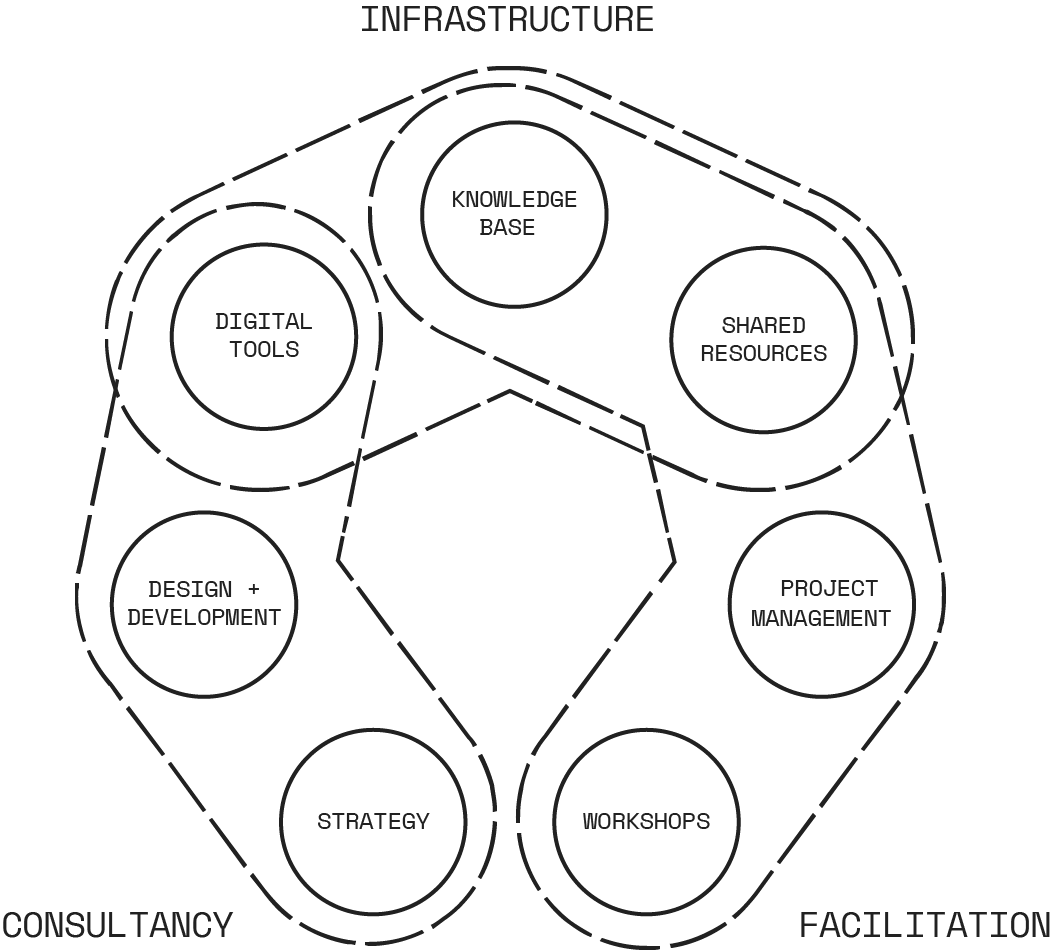 INFRASTRUCTURE
KNOWLEDGE
BASE
DIGITAL
TOOLS
SHARED
RESOURCES
DESIGN +
DEVELOPMENT
PROJECT
MANAGEMENT
STRATEGY
WORKSHOPS
CONSULTANCY
FACILITATION